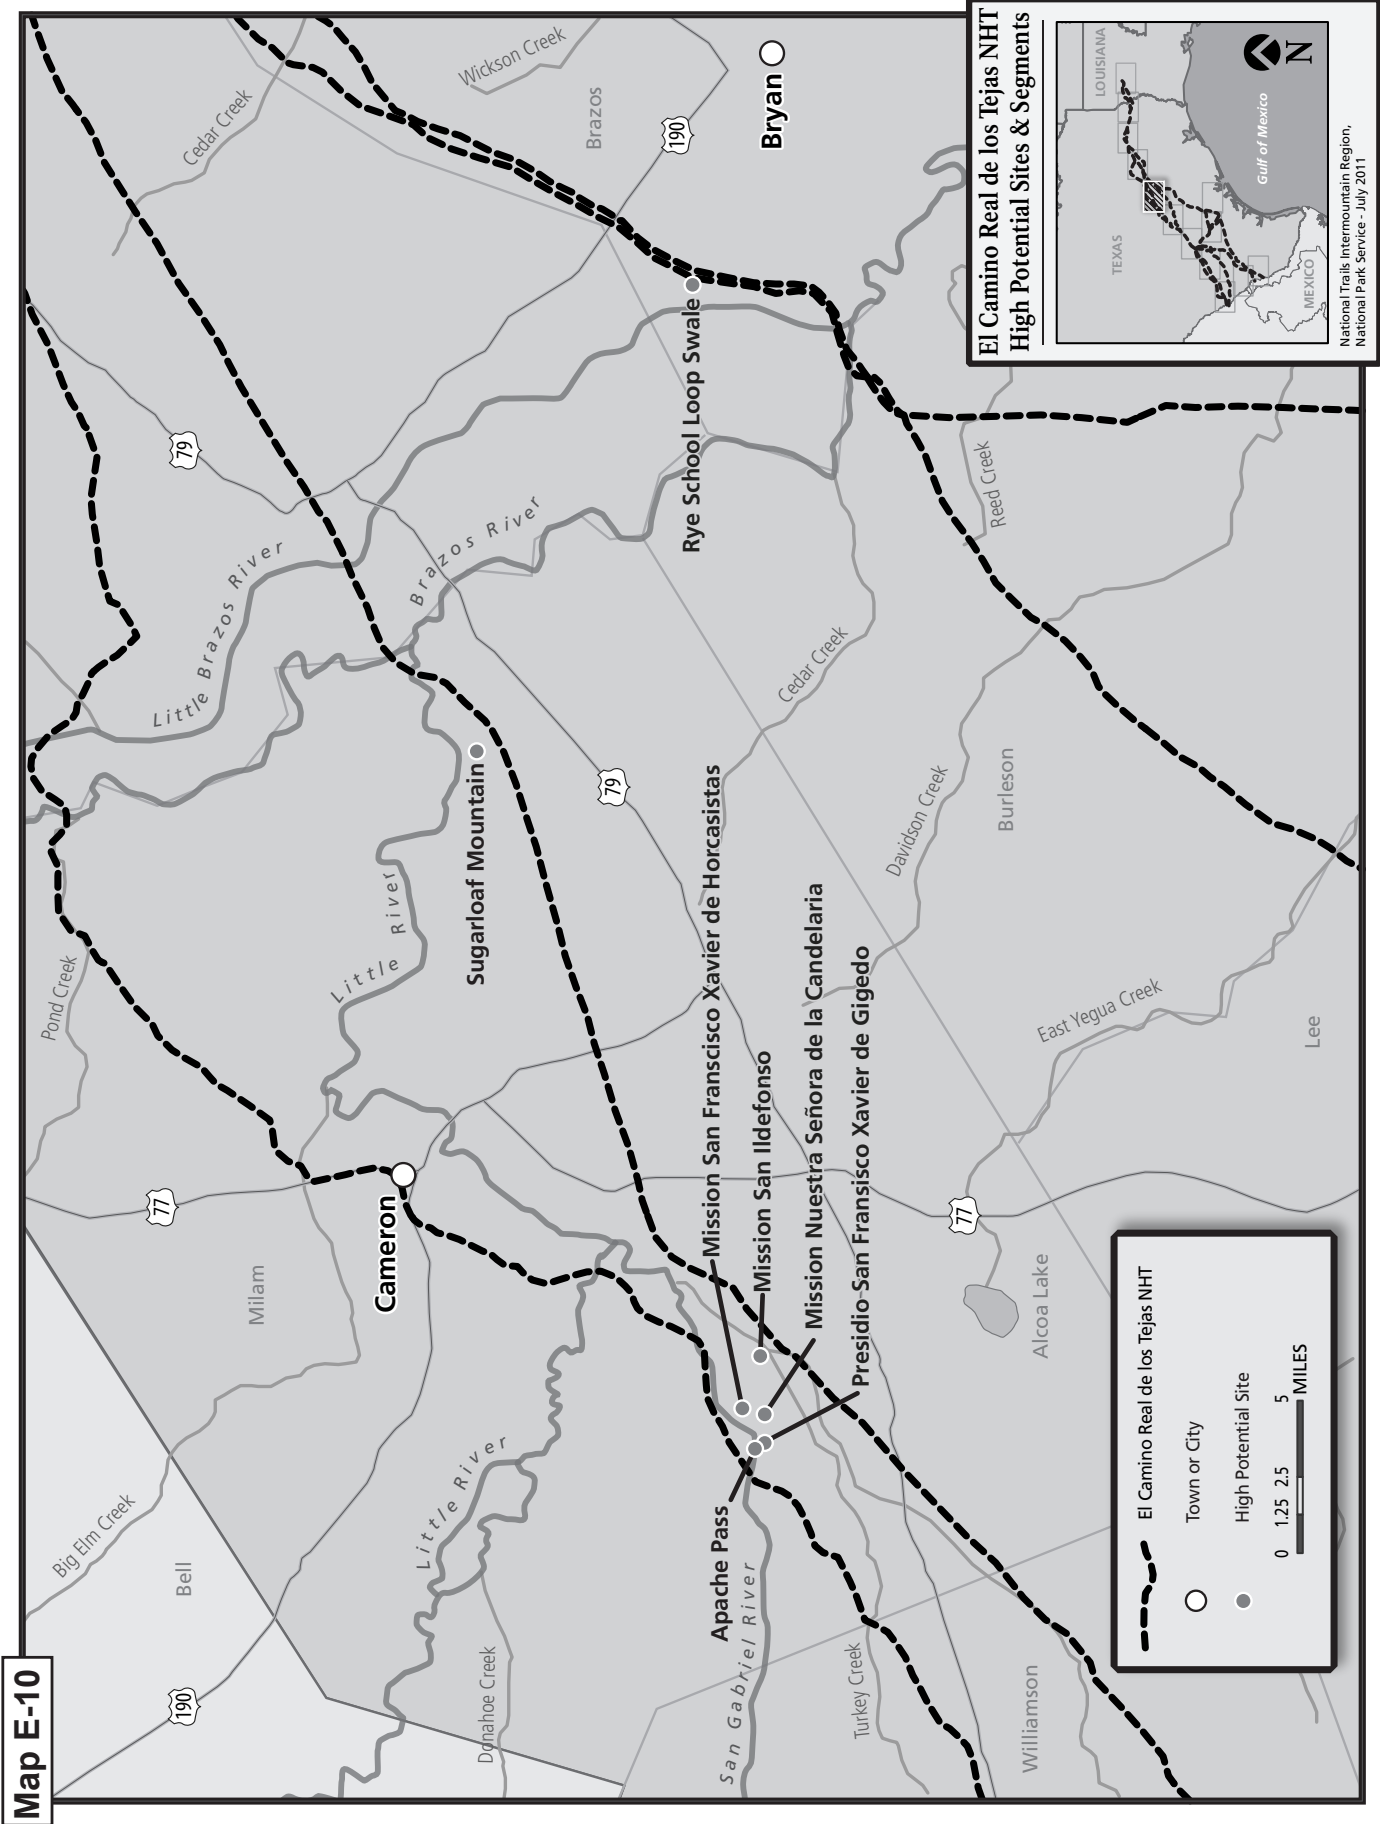 Map E-10
El Camino Real de los Tejas NHT
High Potential Sites & Segments
LOUISIANA
TEXAS
MEXICO
Gulf of Mexico
N
National Trails Intermountain Region,
National Park Service - July 2011
190
Big Elm Creek
Bell
Donahoe Creek
Little River
San Gabriel River
Turkey Creek
Williamson
Apache Pass
77
Milam
Cameron
Pond Creek
Little River
Sugarloaf Mountain
Mission San Franscisco Xavier de Horcasistas
Mission San Ildefonso
Mission Nuestra Señora de la Candelaria
Presidio San Fransisco Xavier de Gigedo
77
Alcoa Lake
East Yegua Creek
Lee
Davidson Creek
Burleson
Cedar Creek
79
Little Brazos River
Brazos River
79
Rye School Loop Swale
Reed Creek
Cedar Creek
Wickson Creek
Brazos
190
Bryan
El Camino Real de los Tejas NHT
Town or City
High Potential Site
0 1.25 2.5 5
MILES